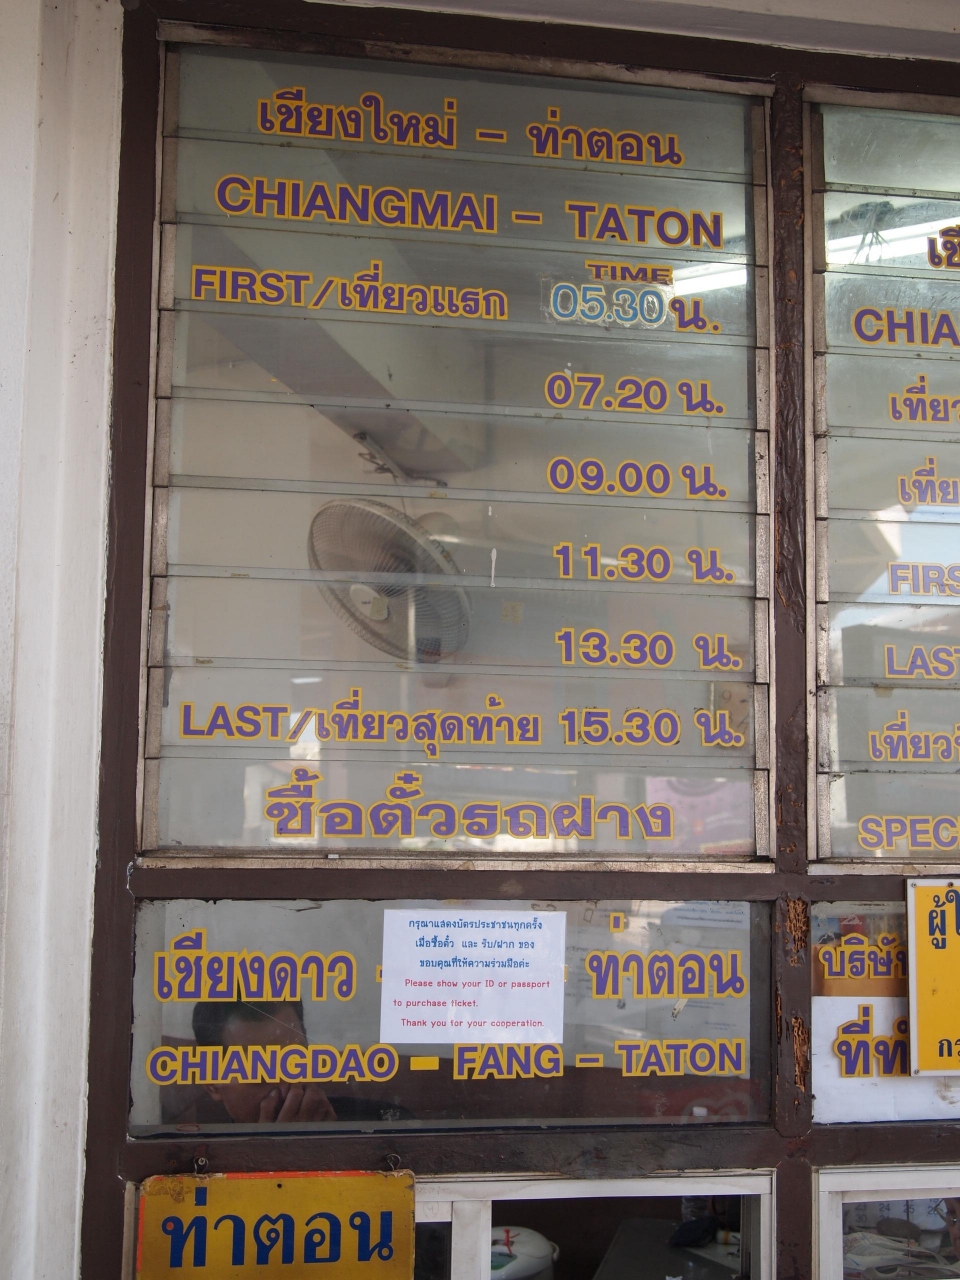 เชียงใหม่ – ท่าตอน
CHIANGMAI – TATON
TIME
FIRST/เที่ยวแรก 05.30 น.
07.20 น.
09.00 น.
11.30 น.
13.30 น.
LAST/เที่ยวสุดท้าย 15.30 น.
ซื้อตั๋วรถฝาง
เชียงดาว - ท่าตอน
กรุณาแสดงบัตรประชาชนทุกครั้ง
เมื่อซื้อตั๋ว และ รับ/ฝาก ของ
ขอบคุณที่ให้ความร่วมมือค่ะ
Please show your ID or passport
to purchase ticket.
Thank you for your cooperation.
CHIANGDAO – FANG – TATON
ท่าตอน
CHIA
FIRS
LAST
SPEC